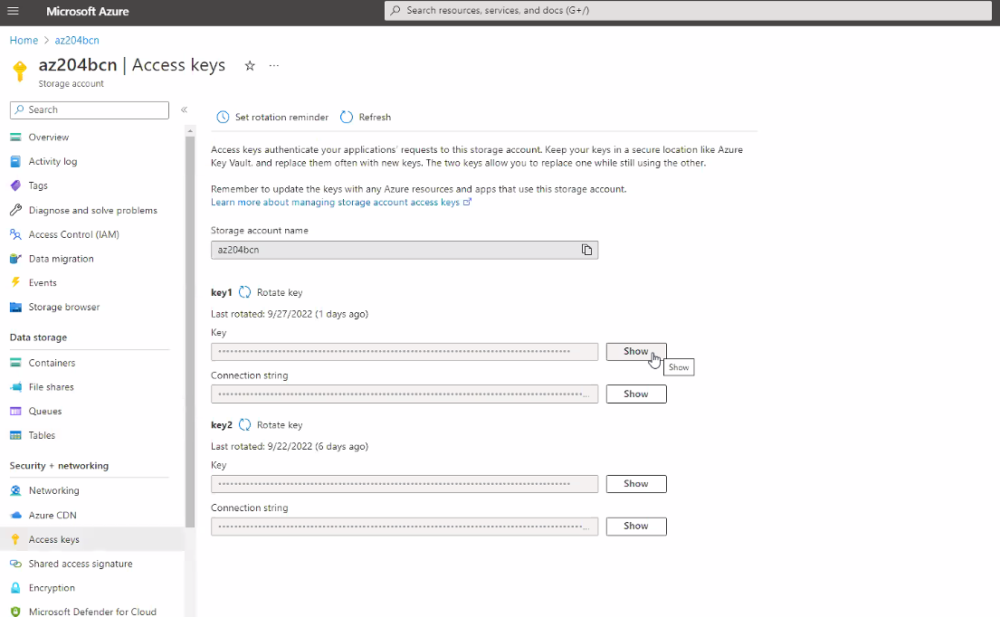 Microsoft Azure
Search resources, services, and docs (G+/)
Home > az204bcn
az204bcn | Access keys
Storage account
Search
Overview
Activity log
Tags
Diagnose and solve problems
Access Control (IAM)
Data migration
Events
Storage browser
Data storage
Containers
File shares
Queues
Tables
Security + networking
Networking
Azure CDN
Access keys
Shared access signature
Encryption
Microsoft Defender for Cloud
Set rotation reminder
Refresh
Access keys authenticate your applications' requests to this storage account. Keep your keys in a secure location like Azure
Key Vault, and replace them often with new keys. The two keys allow you to replace one while still using the other.
Remember to update the keys with any Azure resources and apps that use this storage account.
Learn more about managing storage account access keys
Storage account name
az204bcn
key1 Rotate key
Last rotated: 9/27/2022 (1 days ago)
Key
Show
Show
Connection string
Show
key2 Rotate key
Last rotated: 9/22/2022 (6 days ago)
Key
Show
Connection string
Show